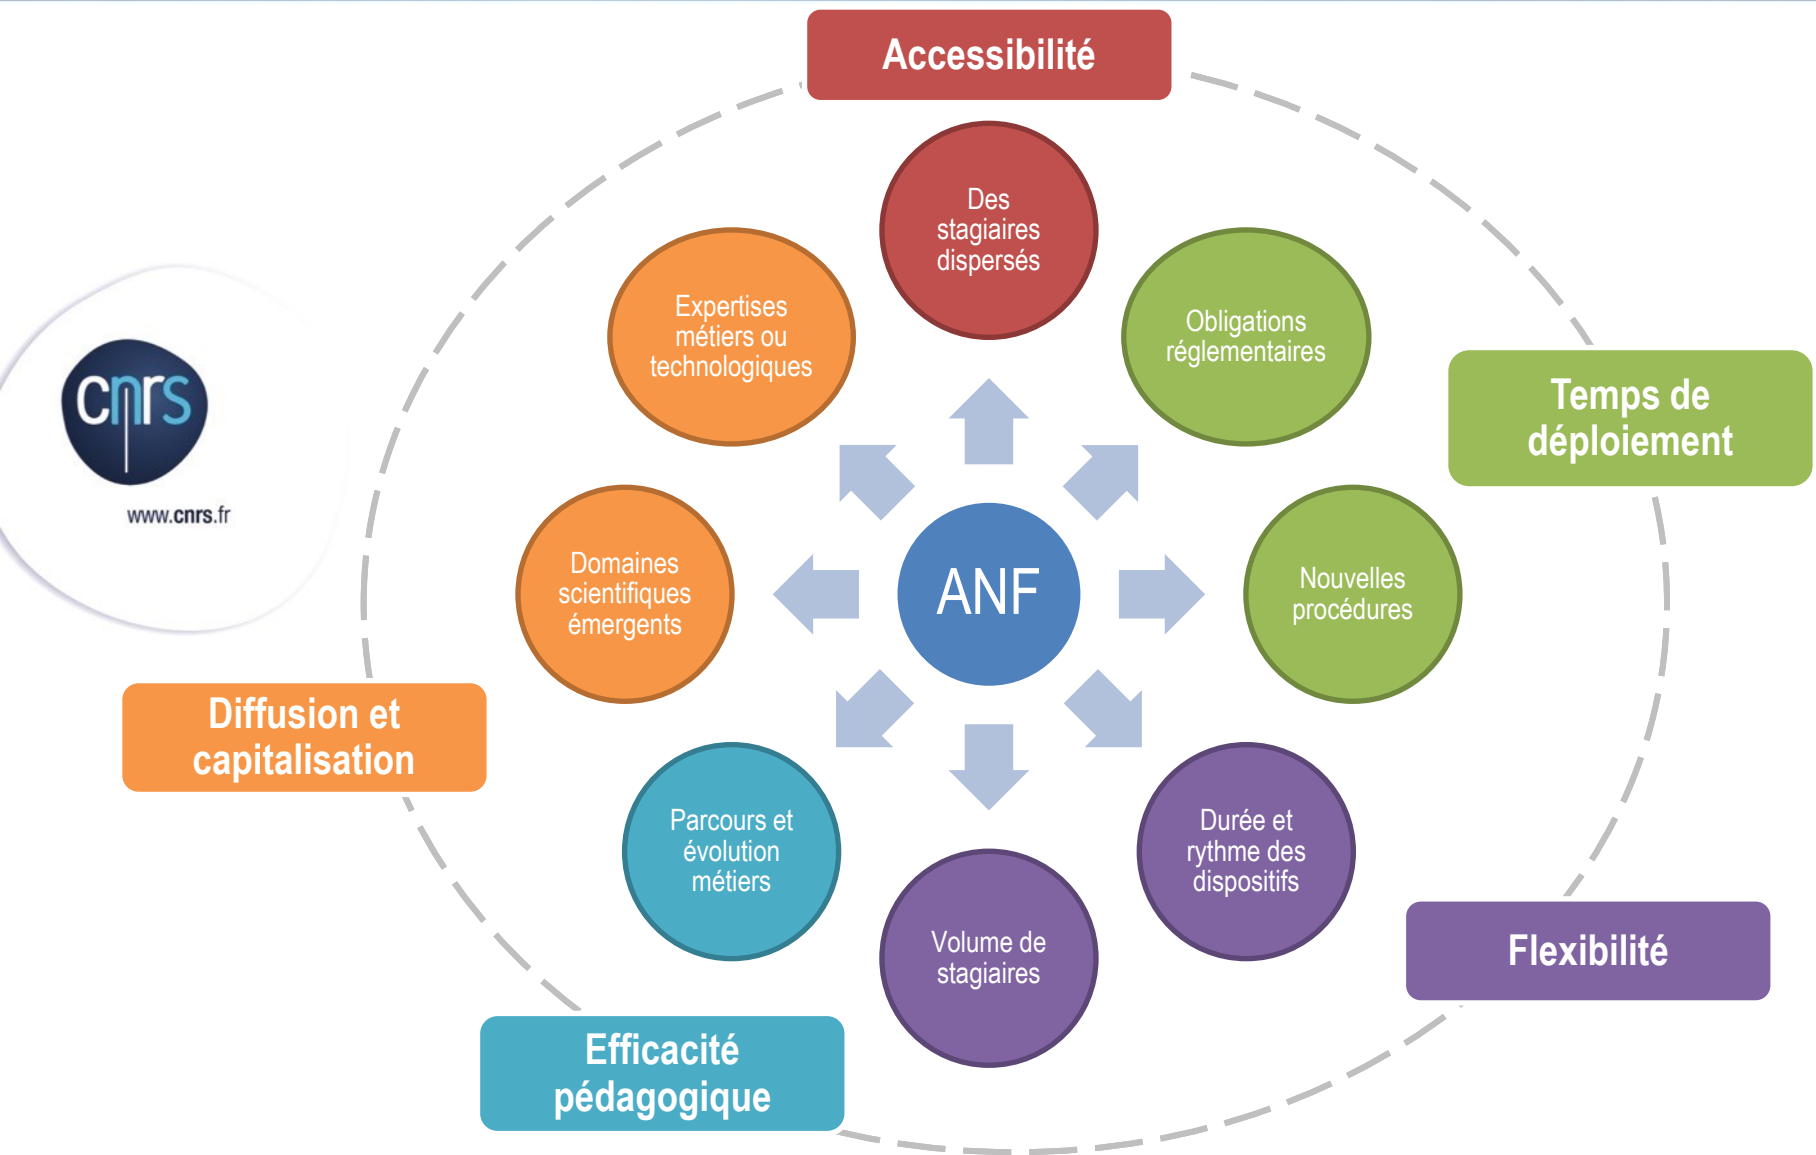 Accessibilité
Des
stagiaires
dispersés
Expertises
métiers ou
technologiques
Obligations
réglementaires
Temps de
déploiement
cnrs
www.cnrs.fr
Domaines
scientifiques
émergents
ANF
Nouvelles
procédures
Diffusion et
capitalisation
Parcours et
évolution
métiers
Durée et
rythme des
dispositifs
Volume de
stagiaires
Flexibilité
Efficacité
pédagogique